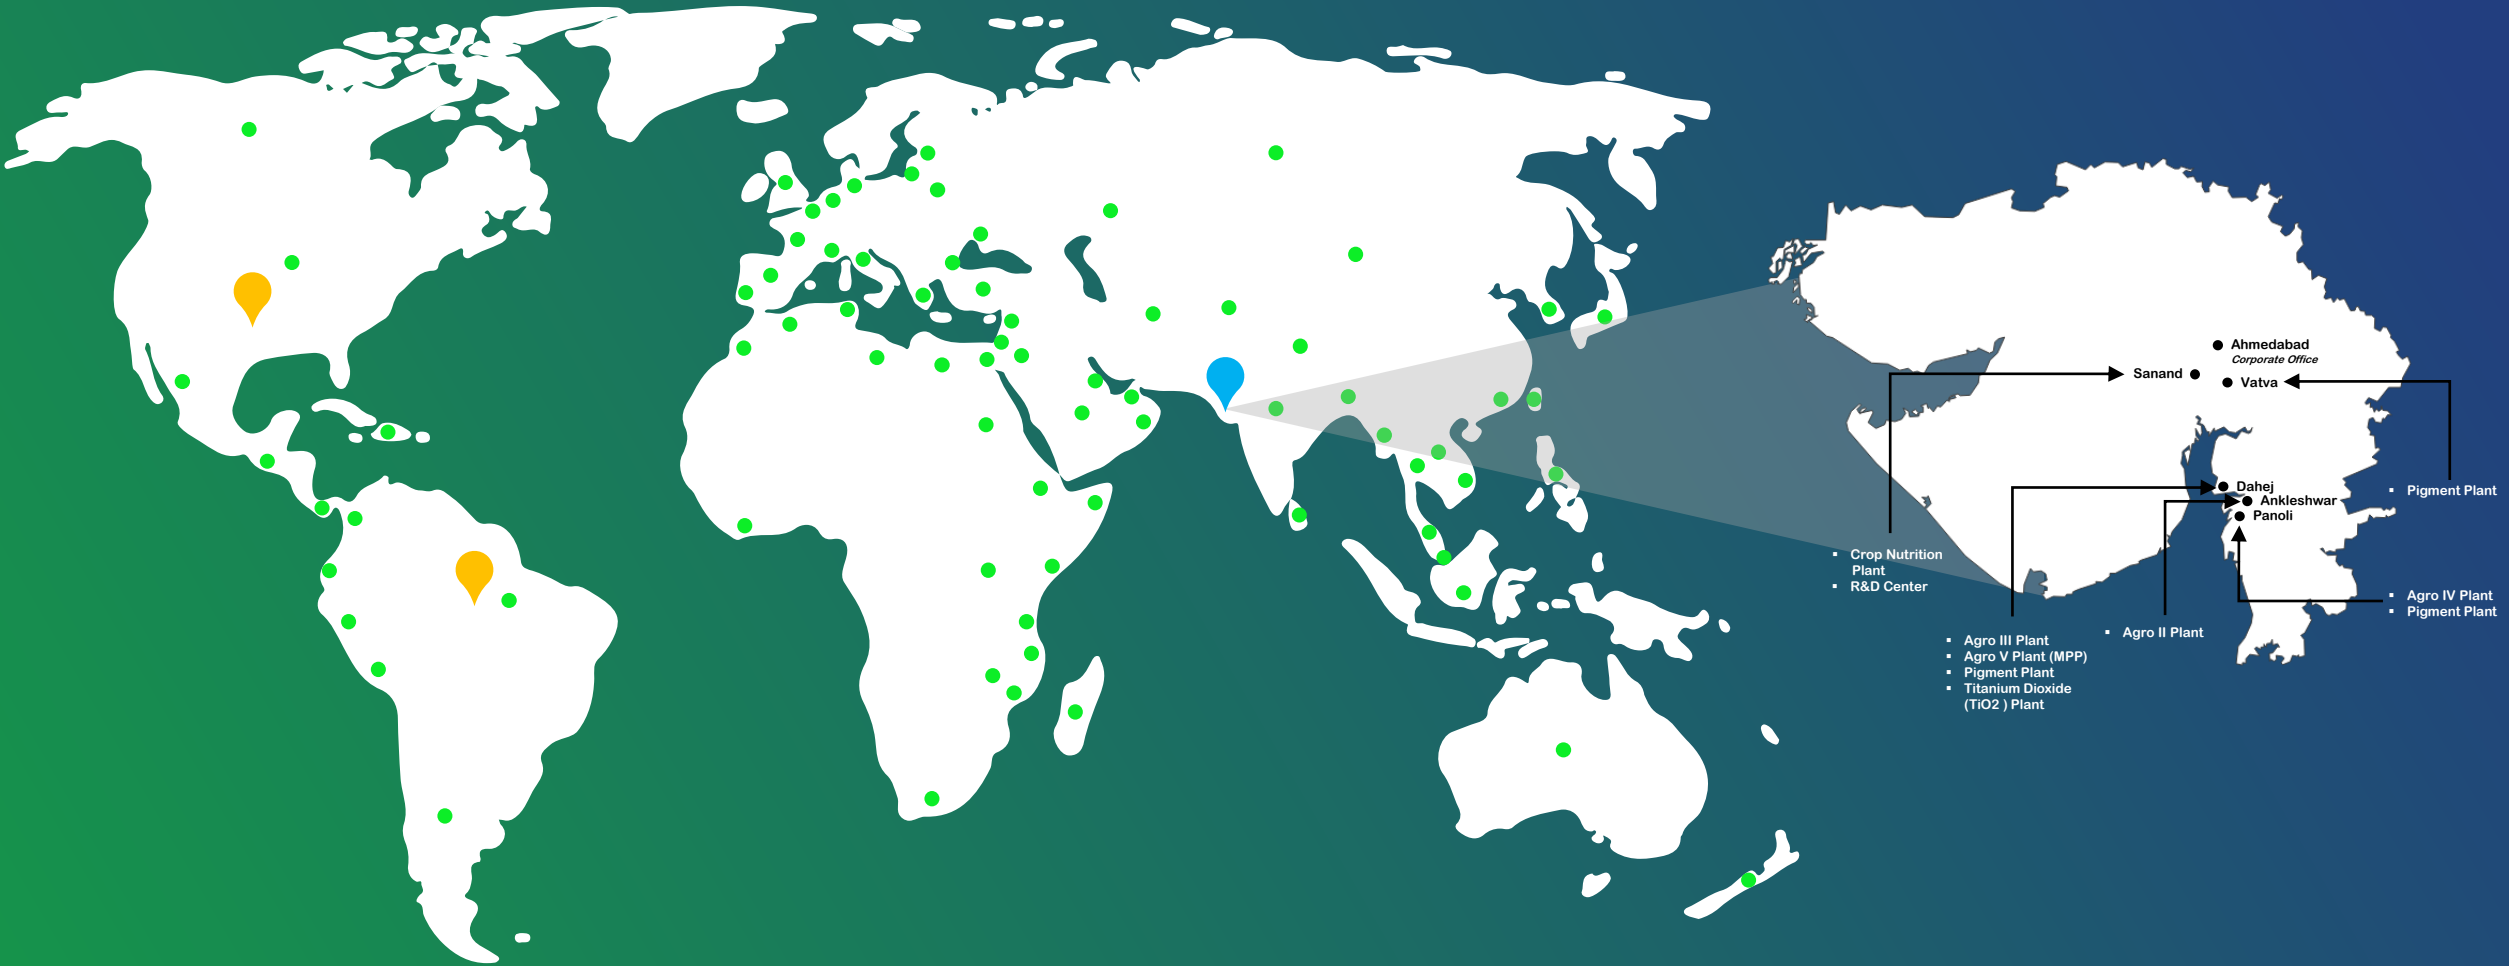 Ahmedabad
Corporate Office
Sanand
Vatva
Dahej
Ankleshwar
Panoli
▪ Pigment Plant
▪ Crop Nutrition
Plant
▪ R&D Center
▪ Agro IV Plant
▪ Pigment Plant
▪ Agro II Plant
▪ Agro III Plant
▪ Agro V Plant (MPP)
▪ Pigment Plant
▪ Titanium Dioxide
(TiO2 ) Plant